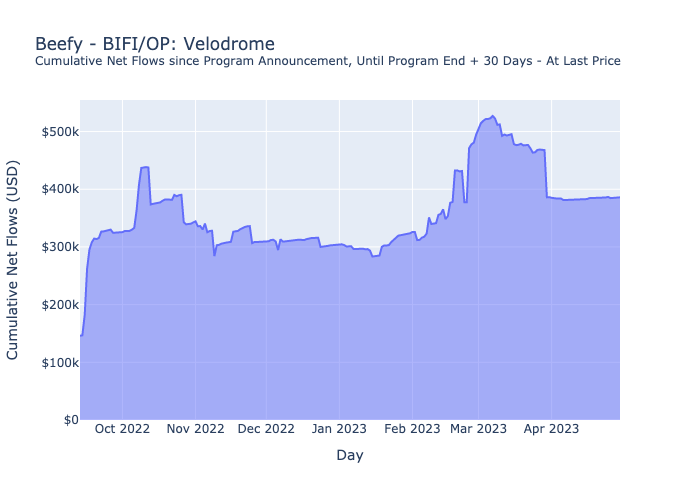 Beefy - BIFI/OP: Velodrome
Cumulative Net Flows since Program Announcement, Until Program End + 30 Days - At Last Price
Cumulative Net Flows (USD)
$500k
$400k
$300k
$200k
$100k
$0
Oct 2022
Nov 2022
Dec 2022
Jan 2023
Feb 2023
Mar 2023
Apr 2023
Day